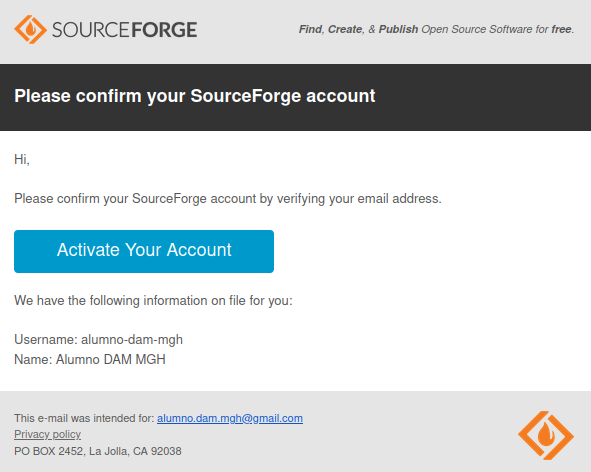 SOURCEFORGE
Find, Create, & Publish Open Source Software for free.
Please confirm your SourceForge account
Hi,
Please confirm your SourceForge account by verifying your email address.
Activate Your Account
We have the following information on file for you:
Username: alumno-dam-mgh
Name: Alumno DAM MGH
This e-mail was intended for: alumno.dam.mgh@gmail.com
Privacy policy
PO BOX 2452, La Jolla, CA 92038